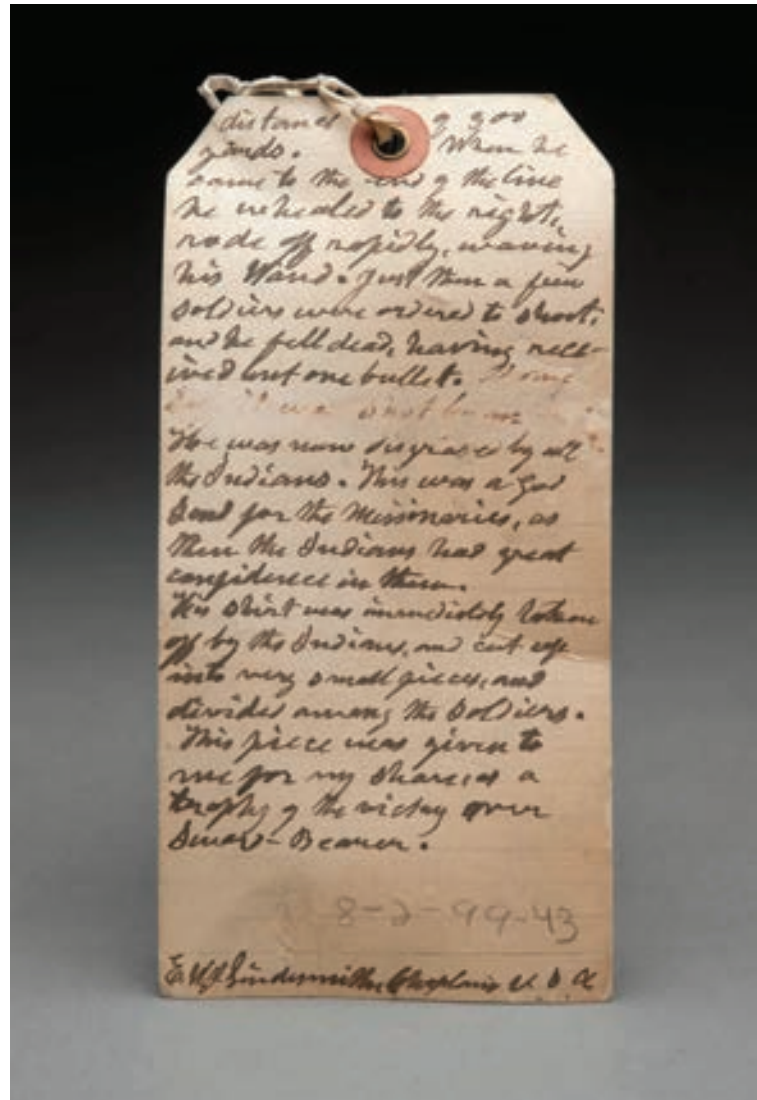 distance of 900
yards. When he
came to the end of the line
he wheeled to the right,
rode off rapidly, waving
his Wand. Just then a few
soldiers were ordered to shoot,
and he fell dead, having rece-
ived but one bullet.
He was now disgraced by all
the Indians. This was a God
Send for the Missionaries, as
then the Indians had great
confidence in them.
His shirt was immediately taken
off by the Indians, and cut up
into very small pieces, and
divided among the Soldiers.
This piece was given to
me for my share, as a
trophy of the victory over
Sword-Bearer.
8-2-99-43
E. W. J. Lindesmith, Chaplain U S A